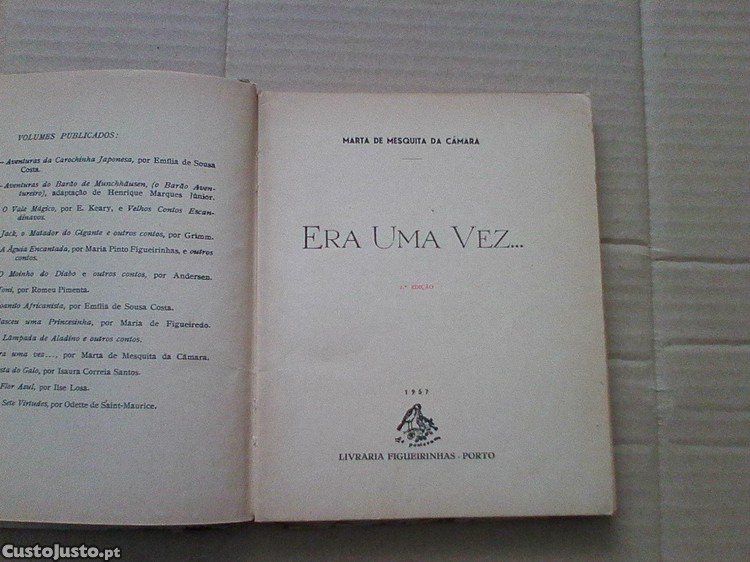 VOLUMES PUBLICADOS:
—Aventuras da Carochinha Japonesa, por Emília de Sousa
Costa.
—Aventuras do Barão de Munchhäusen, (o Barão Aven-
tureiro), adaptação de Henrique Marques Júnior.
O Vale Mágico, por E. Keary, e Velhos Contos Escan-
dinavos.
Jack, o Matador do Gigante e outros contos, por Grimm.
A Águia Encantada, por Maria Pinto Figueirinhas, e outros
contos.
O Moinho do Diabo e outros contos, por Andersen.
por Romeu Pimenta.
Africanista, por Emília de Sousa Costa.
uma Princesinha, por Maria de Figueiredo.
Lâmpada de Aladino e outros contos.
uma vez..., por Marta de Mesquita da Câmara.
do Galo, por Isaura Correia Santos.
Flor Azul, por Ilse Losa.
Sete Virtudes, por Odette de Saint-Maurice.
MARTA DE MESQUITA DA CÂMARA
ERA UMA VEZ...
2.ª EDIÇÃO
1957
LIVRARIA FIGUEIRINHAS - PORTO
CustoJusto.pt